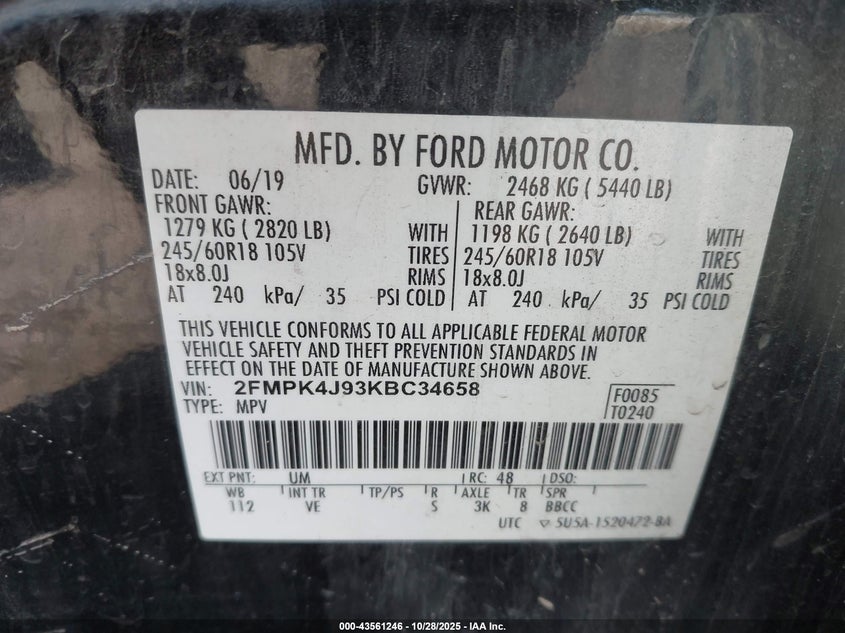 MFD. BY FORD MOTOR CO.
DATE: 06/19 GVWR: 2468 KG ( 5440 LB)
FRONT GAWR: REAR GAWR:
1279 KG ( 2820 LB) WITH 1198 KG ( 2640 LB) WITH
245/60R18 105V TIRES 245/60R18 105V TIRES
18x8.0J RIMS 18x8.0J RIMS
AT 240 kPa/ 35 PSI COLD AT 240 kPa/ 35 PSI COLD
THIS VEHICLE CONFORMS TO ALL APPLICABLE FEDERAL MOTOR
VEHICLE SAFETY AND THEFT PREVENTION STANDARDS IN
EFFECT ON THE DATE OF MANUFACTURE SHOWN ABOVE.
VIN: 2FMPK4J93KBC34658 F0085
TYPE: MPV T0240
EXT PNT: UM RC: 48 DSO:
WB INT TR TP/PS R AXLE TR SPR
112 VE S 3K 8 BBCC
UTC ▽ 5U5A-1520472-BA
000-43561246 | 10/28/2025 | IAA Inc.